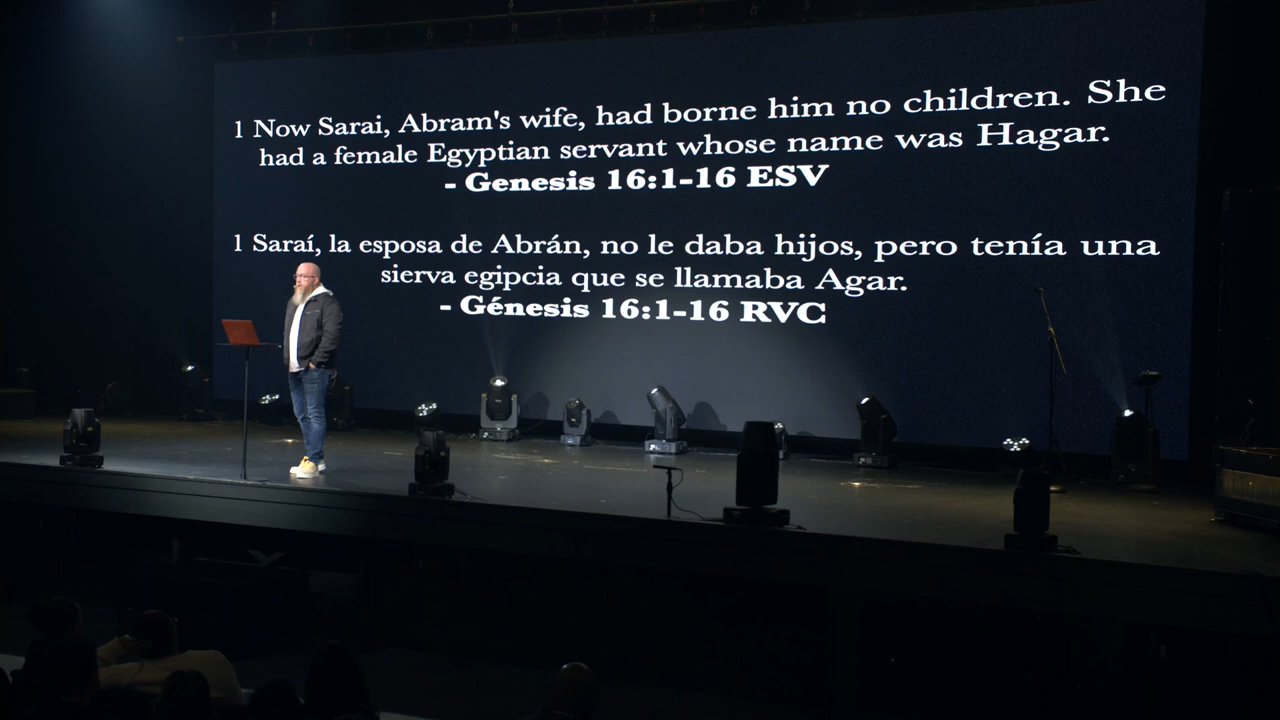 1 Now Sarai, Abram's wife, had borne him no children. She
had a female Egyptian servant whose name was Hagar.
- Genesis 16:1-16 ESV
1 Saraí, la esposa de Abrán, no le daba hijos, pero tenía una
sierva egipcia que se llamaba Agar.
- Génesis 16:1-16 RVC